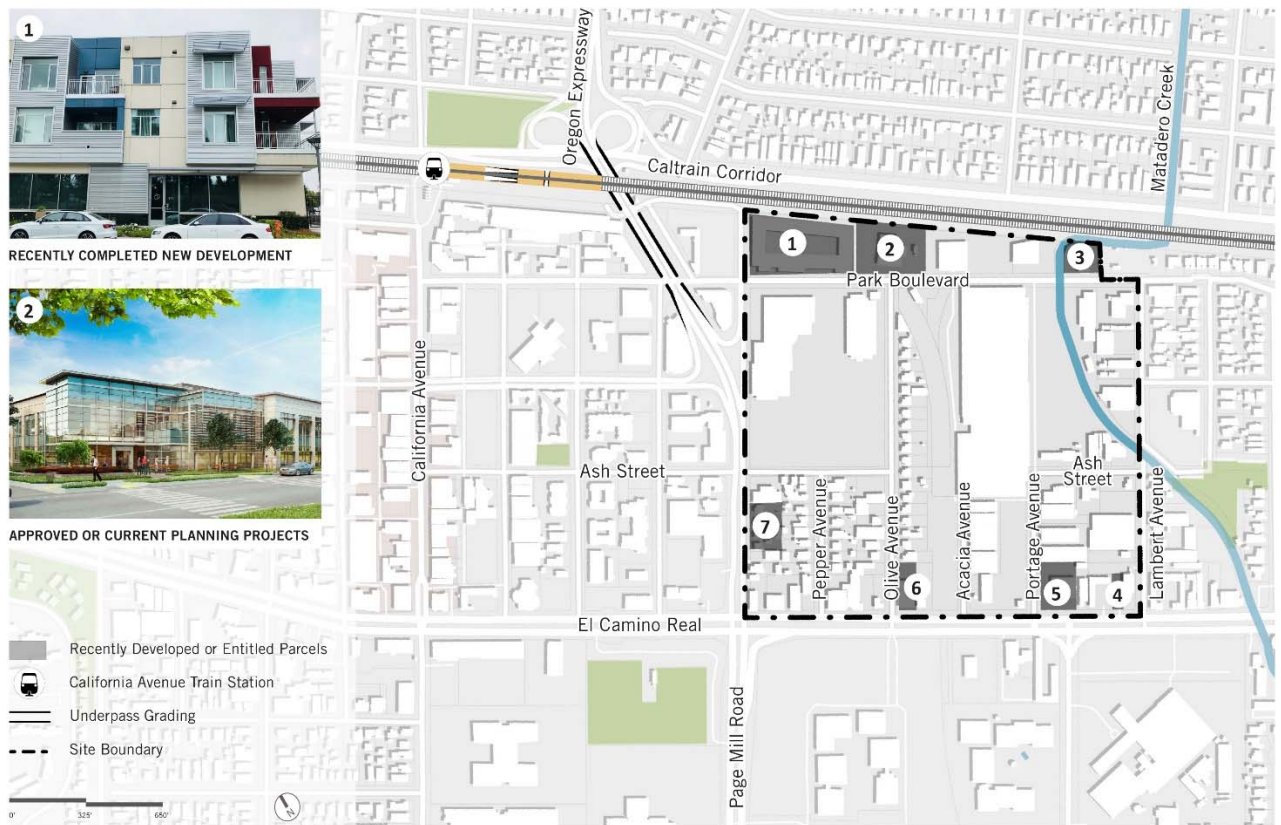 1
RECENTLY COMPLETED NEW DEVELOPMENT
2
APPROVED OR CURRENT PLANNING PROJECTS
Recently Developed or Entitled Parcels
California Avenue Train Station
Underpass Grading
Site Boundary
0'
325'
650'
N
Oregon Expressway
Caltrain Corridor
Matadero Creek
1
2
3
Park Boulevard
California Avenue
Ash Street
Ash
Street
7
Pepper Avenue
Olive Avenue
6
Acacia Avenue
Portage Avenue
5
4
Lambert Avenue
El Camino Real
Page Mill Road